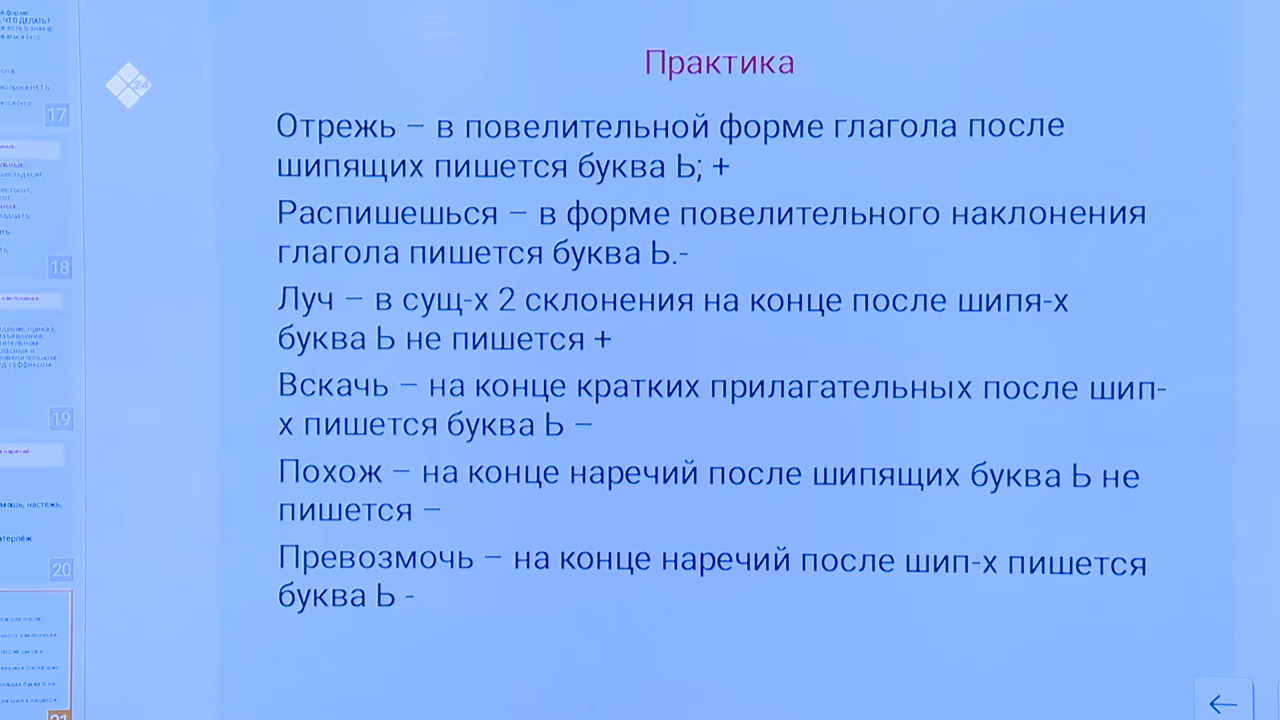 Практика
Отрежь – в повелительной форме глагола после
шипящих пишется буква Ь; +
Распишешься – в форме повелительного наклонения
глагола пишется буква Ь.-
Луч – в сущ-х 2 склонения на конце после шипя-х
буква Ь не пишется +
Вскачь – на конце кратких прилагательных после шип-
х пишется буква Ь –
Похож – на конце наречий после шипящих буква Ь не
пишется –
Превозмочь – на конце наречий после шип-х пишется
буква Ь -
24
17
18
19
20
21